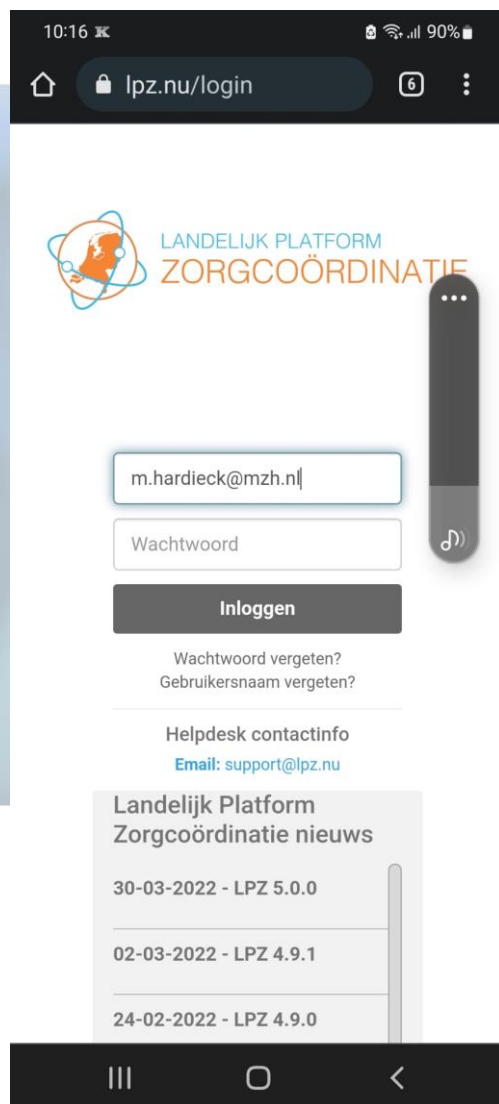 10:16
90%
lpz.nu/login
6
LANDELIJK PLATFORM
ZORGCOÖRDINATIE
m.hardieck@mzh.nl
Wachtwoord
Inloggen
Wachtwoord vergeten?
Gebruikersnaam vergeten?
Helpdesk contactinfo
Email: support@lpz.nu
Landelijk Platform
Zorgcoördinatie nieuws
30-03-2022 - LPZ 5.0.0
02-03-2022 - LPZ 4.9.1
24-02-2022 - LPZ 4.9.0